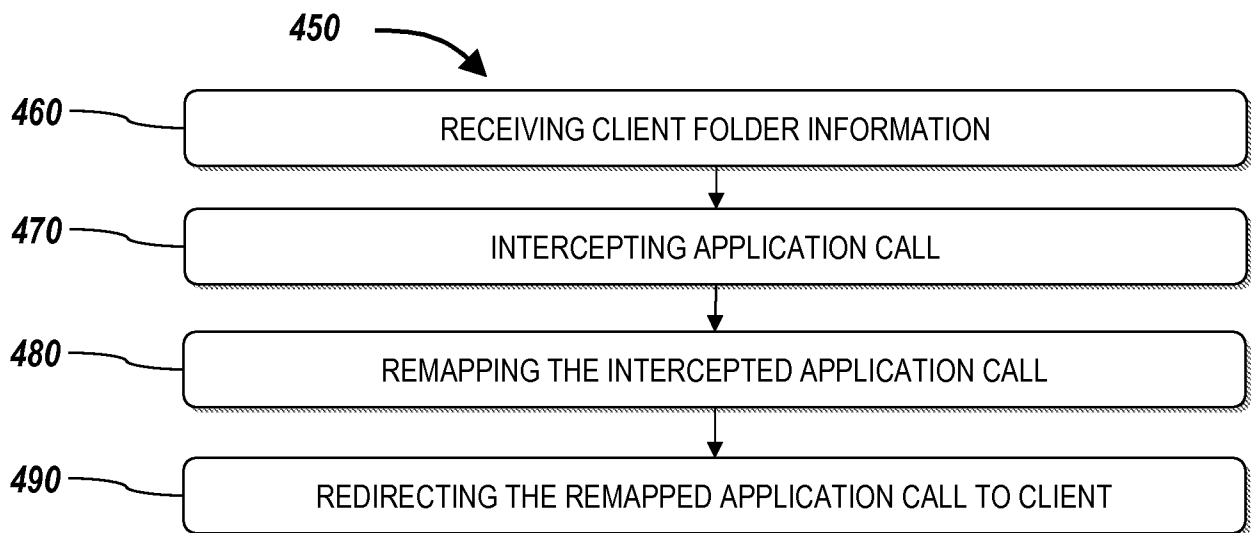 450
460
RECEIVING CLIENT FOLDER INFORMATION
470
INTERCEPTING APPLICATION CALL
480
REMAPPING THE INTERCEPTED APPLICATION CALL
490
REDIRECTING THE REMAPPED APPLICATION CALL TO CLIENT